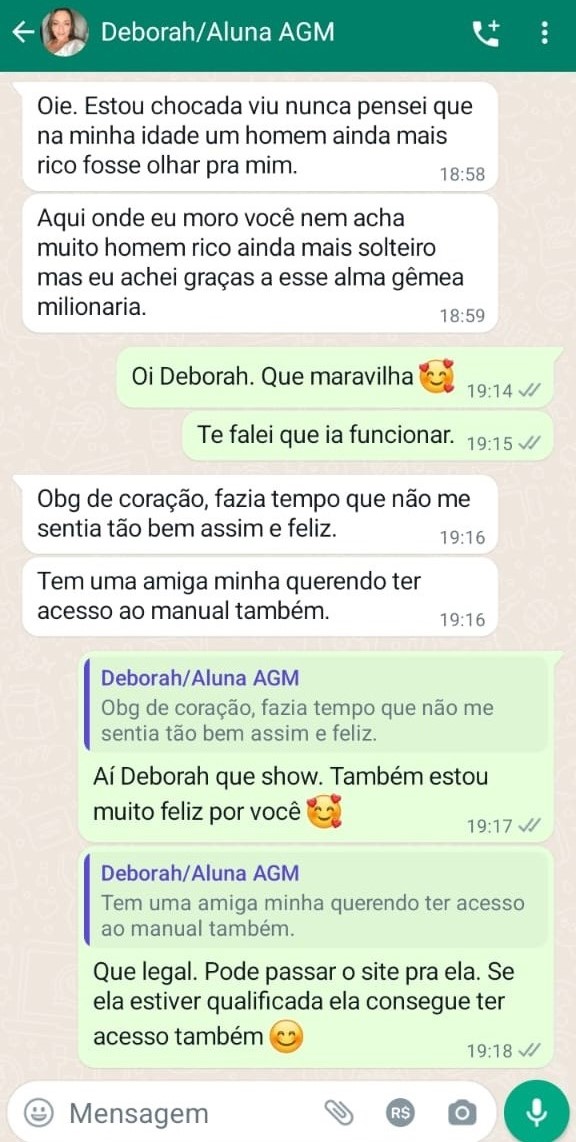 Deborah/Aluna AGM
Oie. Estou chocada viu nunca pensei que
na minha idade um homem ainda mais
rico fosse olhar pra mim.
18:58
Aqui onde eu moro você nem acha
muito homem rico ainda mais solteiro
mas eu achei graças a esse alma gêmea
milionaria.
18:59
Oi Deborah. Que maravilha 🥰
19:14
Te falei que ia funcionar.
19:15
Obg de coração, fazia tempo que não me
sentia tão bem assim e feliz.
19:16
Tem uma amiga minha querendo ter
acesso ao manual também.
19:16
Deborah/Aluna AGM
Obg de coração, fazia tempo que não me
sentia tão bem assim e feliz.
Aí Deborah que show. Também estou
muito feliz por você 🥰
19:17
Deborah/Aluna AGM
Tem uma amiga minha querendo ter acesso
ao manual também.
Que legal. Pode passar o site pra ela. Se
ela estiver qualificada ela consegue ter
acesso também 😊
19:18
Mensagem
R$